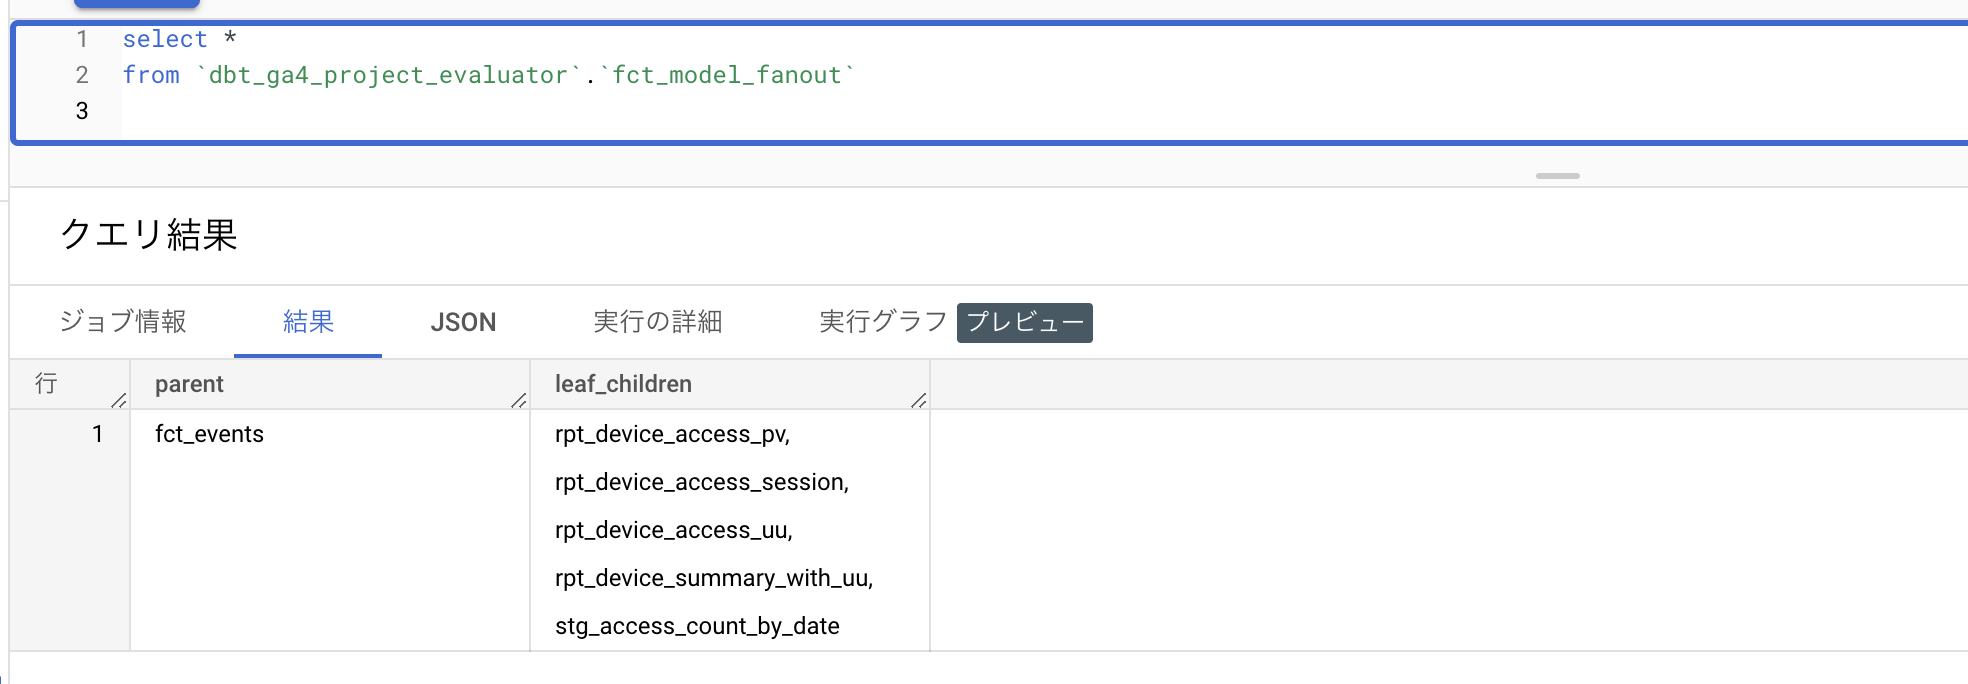 1 select *
2 from `dbt_ga4_project_evaluator`.`fct_model_fanout`
3
クエリ結果
ジョブ情報 結果 JSON 実行の詳細 実行グラフ プレビュー
行 parent leaf_children
1 fct_events rpt_device_access_pv,
rpt_device_access_session,
rpt_device_access_uu,
rpt_device_summary_with_uu,
stg_access_count_by_date